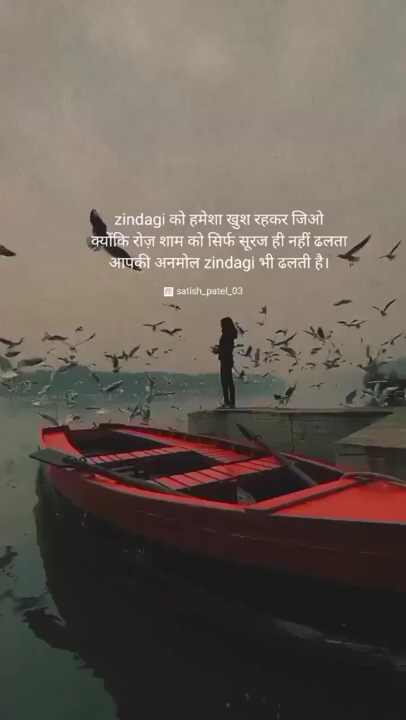 zindagi को हमेशा खुश रहकर जिओ
क्योंकि रोज़ शाम को सिर्फ सूरज ही नहीं ढलता
आपकी अनमोल zindagi भी ढलती है।
satish_patel_03